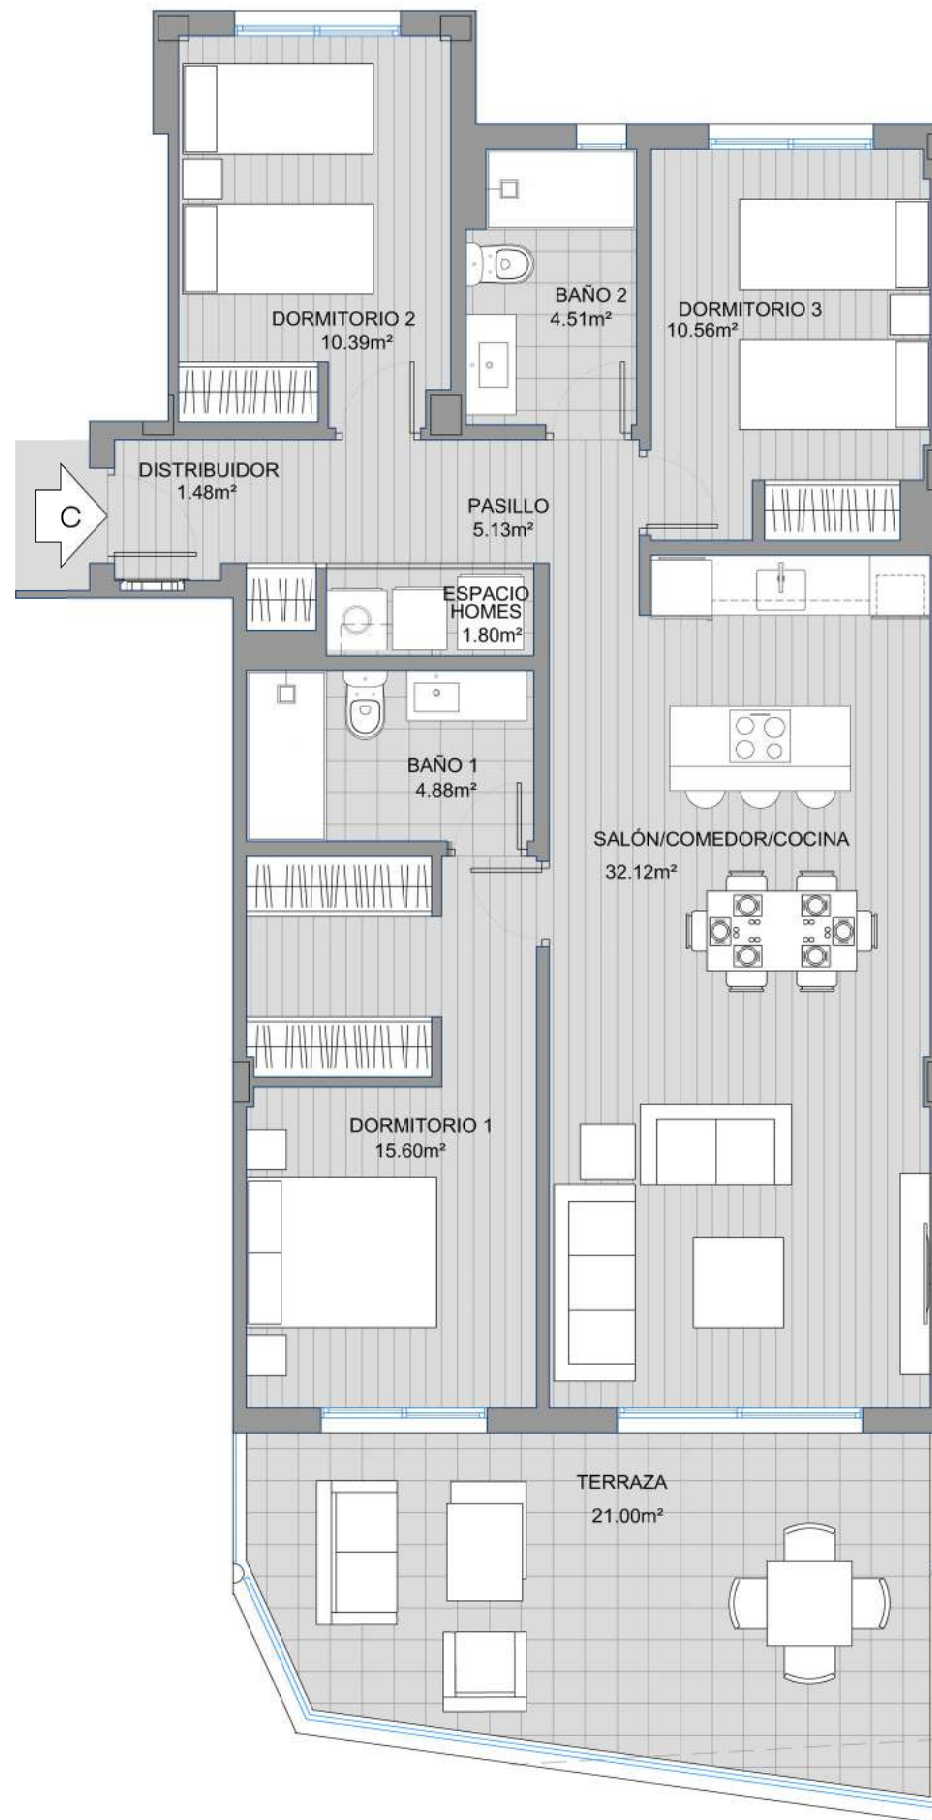 DORMITORIO 2
10.39m²
BAÑO 2
4.51m²
DORMITORIO 3
10.56m²
DISTRIBUIDOR
1.48m²
C
PASILLO
5.13m²
ESPACIO
HOMES
1.80m²
BAÑO 1
4.88m²
SALÓN/COMEDOR/COCINA
32.12m²
DORMITORIO 1
15.60m²
TERRAZA
21.00m²